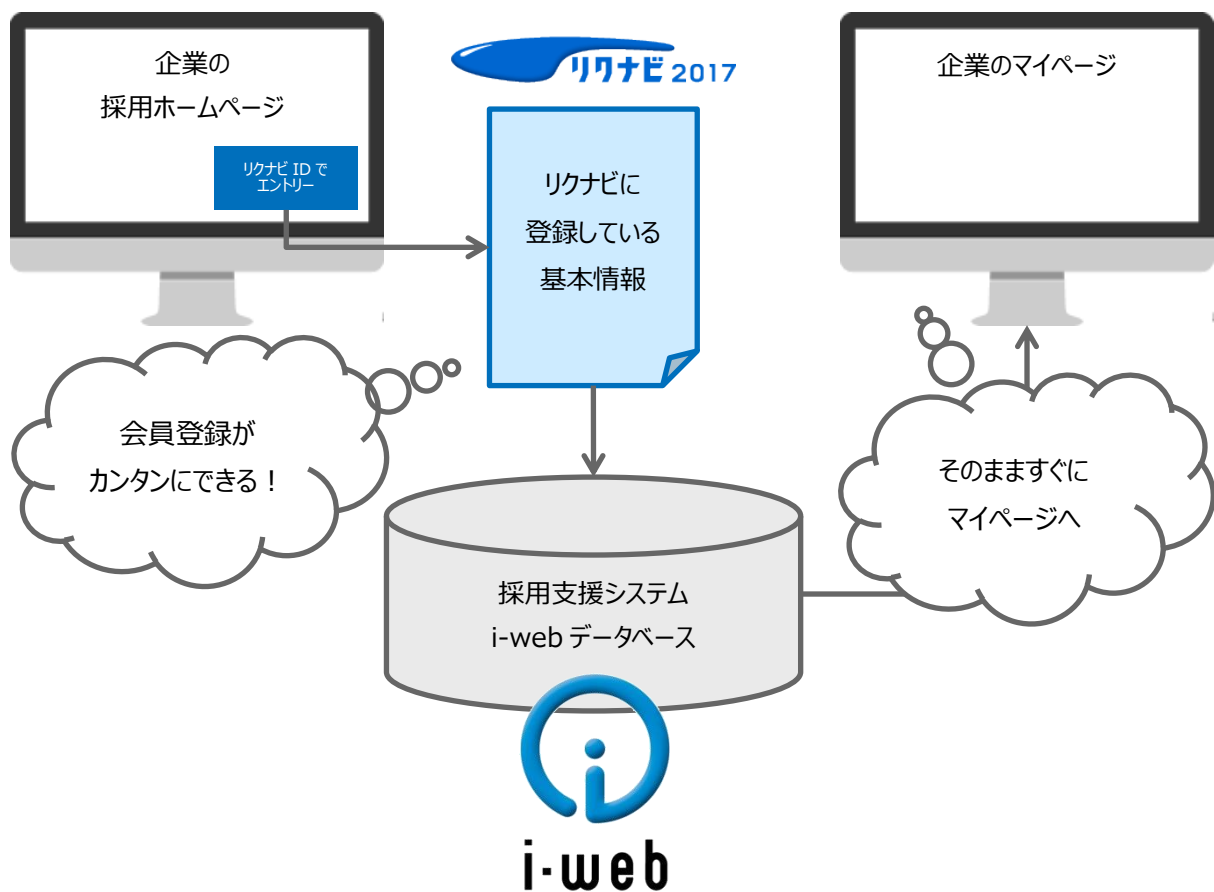 企業の
採用ホームページ
リクナビ ID で
エントリー
リクナビ 2017
リクナビに
登録している
基本情報
企業のマイページ
会員登録が
カンタンにできる！
そのまますぐに
マイページへ
採用支援システム
i-web データベース
i
i-web